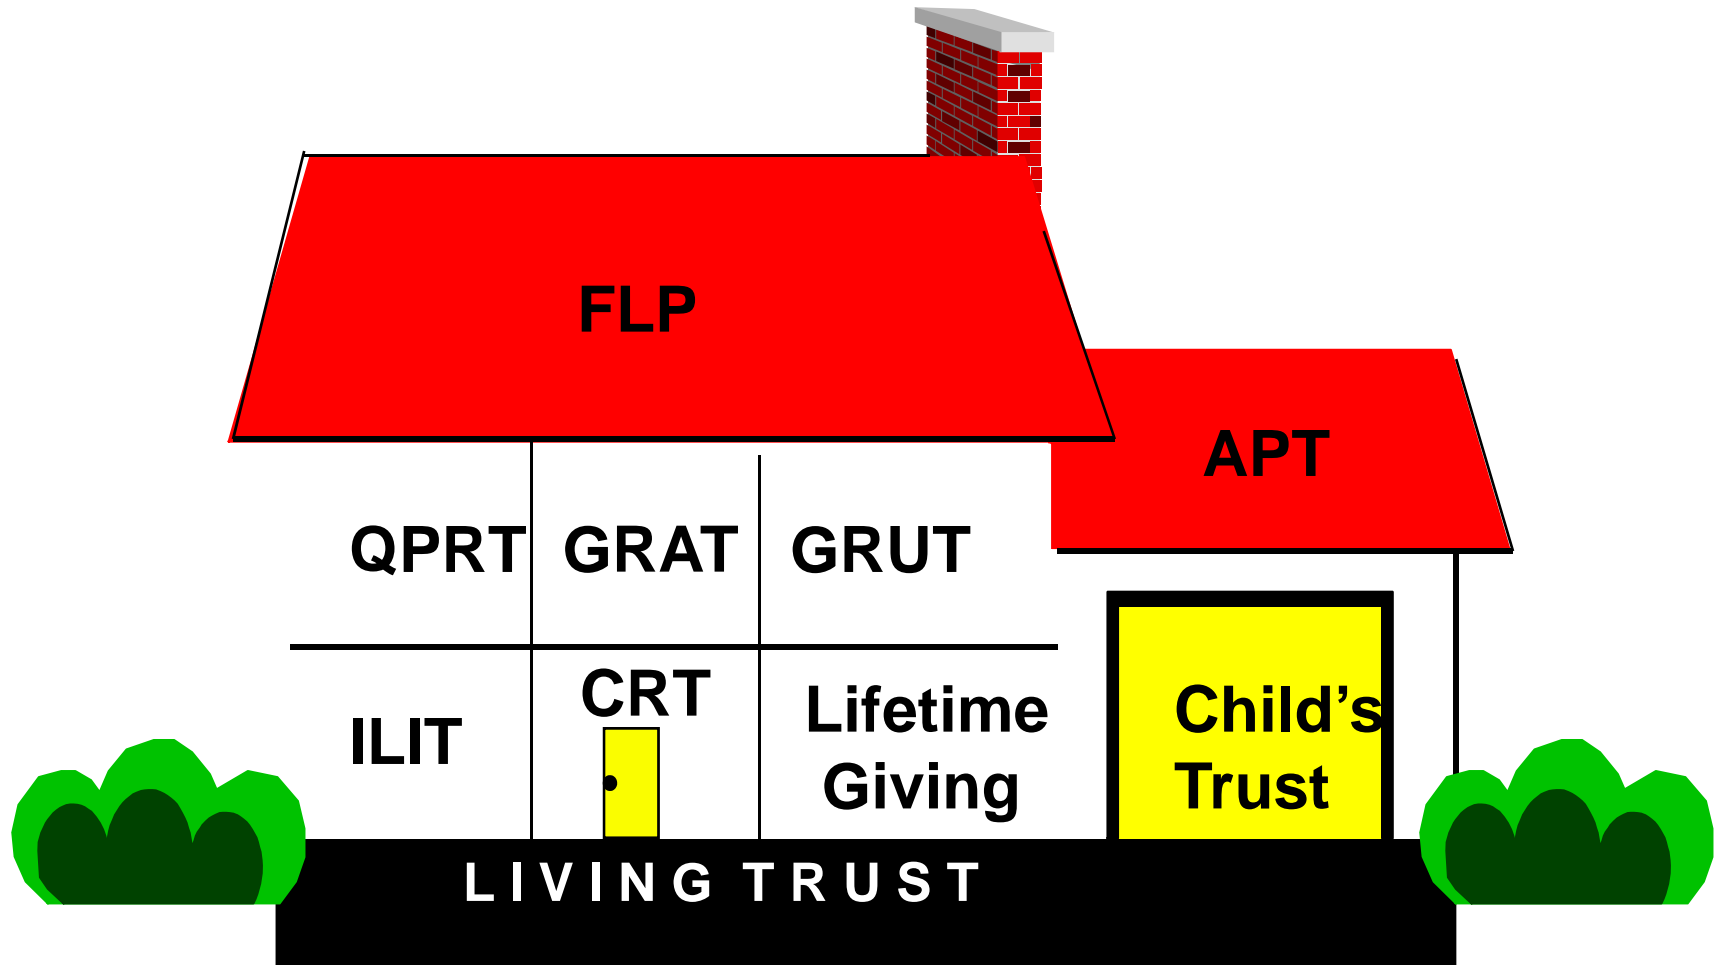 FLP
APT
QPRT GRAT GRUT
ILIT
CRT
Lifetime
Giving
Child’s
Trust
LIVING TRUST